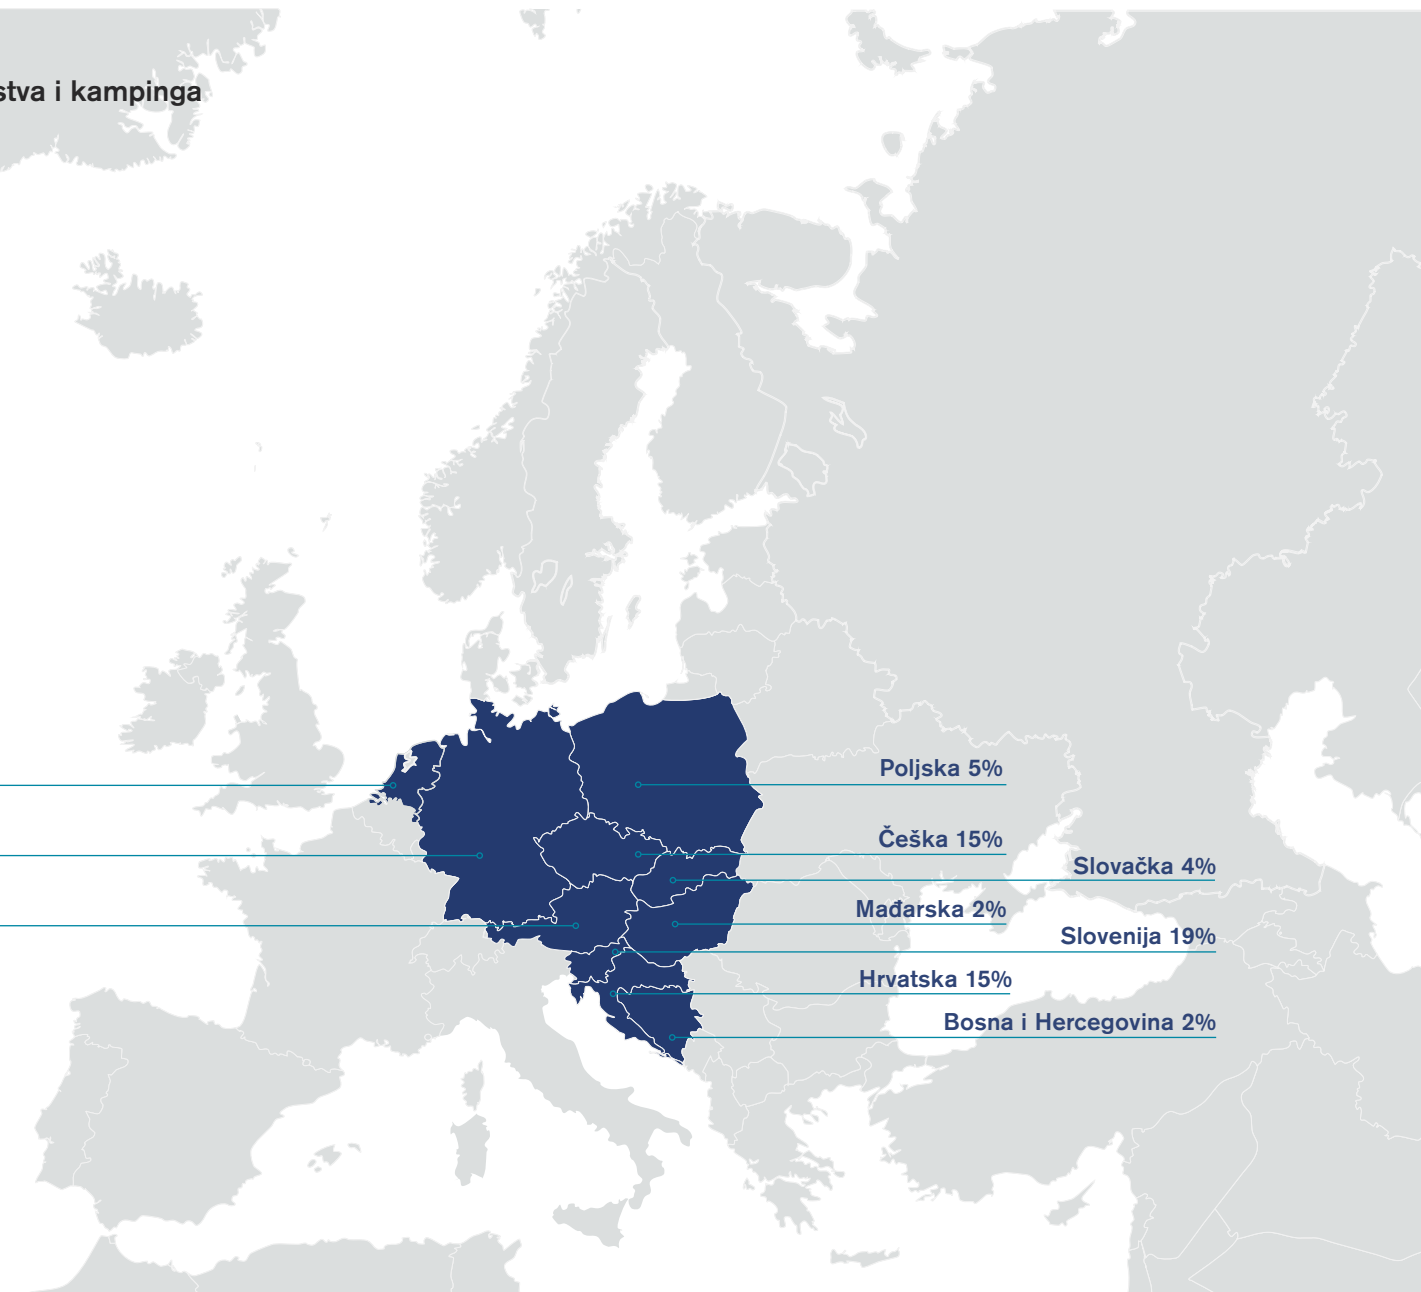 stva i kampinga
Poljska 5%
Češka 15%
Slovačka 4%
Mađarska 2%
Slovenija 19%
Hrvatska 15%
Bosna i Hercegovina 2%